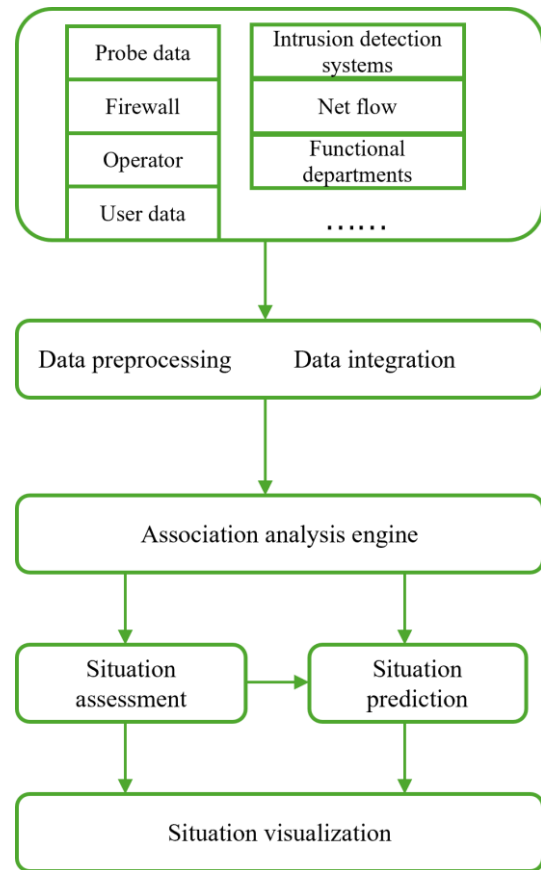 Probe data
Firewall
Operator
User data
Intrusion detection
systems
Net flow
Functional
departments
……
Data preprocessing
Data integration
Association analysis engine
Situation
assessment
Situation
prediction
Situation visualization